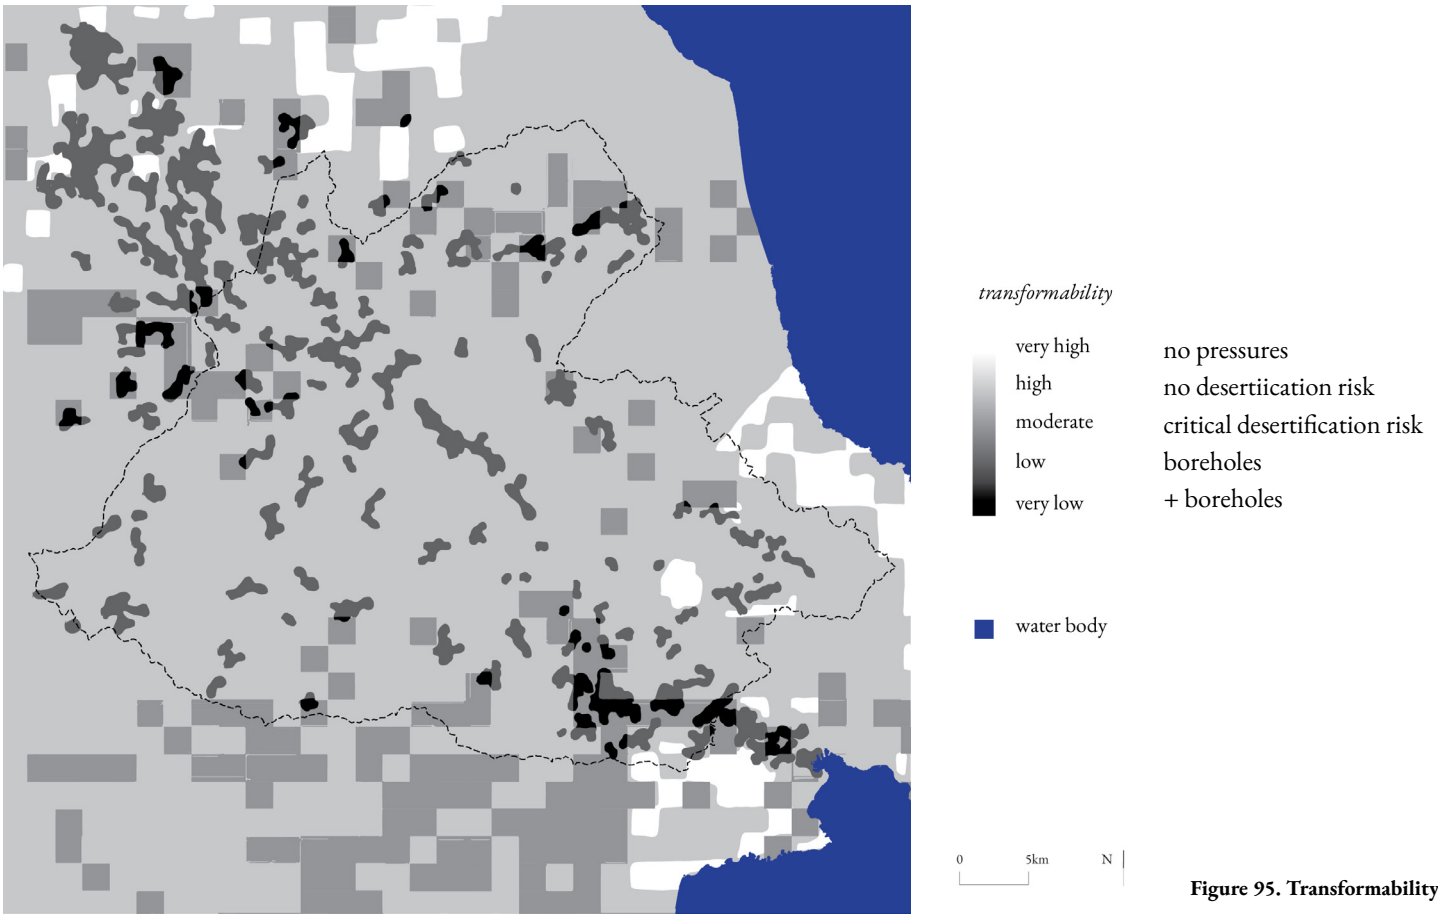 transformability
very high no pressures
high no desertiication risk
moderate critical desertification risk
low boreholes
very low + boreholes
water body
0 5km N
Figure 95. Transformability